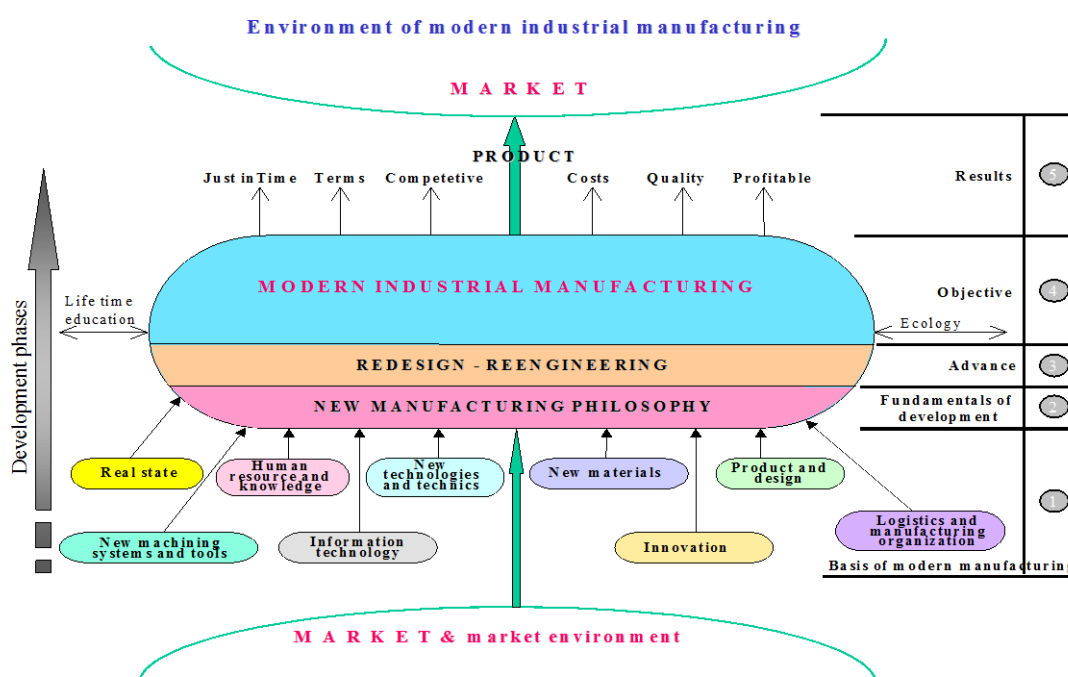 Environment of modern industrial manufacturing
MARKET
PRODUCT
Just in Time
Terms
Competetive
Costs
Quality
Profitable
Results
5
MODERN INDUSTRIAL MANUFACTURING
Objective
4
Life time
education
Ecology
REDESIGN - REENGINEERING
Advance
3
NEW MANUFACTURING PHILOSOPHY
Fundamentals of
development
2
Development phases
Real state
Human
resource and
knowledge
New
technologies
and technics
New materials
Product and
design
1
New machining
systems and tools
Information
technology
Innovation
Logistics and
manufacturing
organization
Basis of modern manufacturing
MARKET & market environment